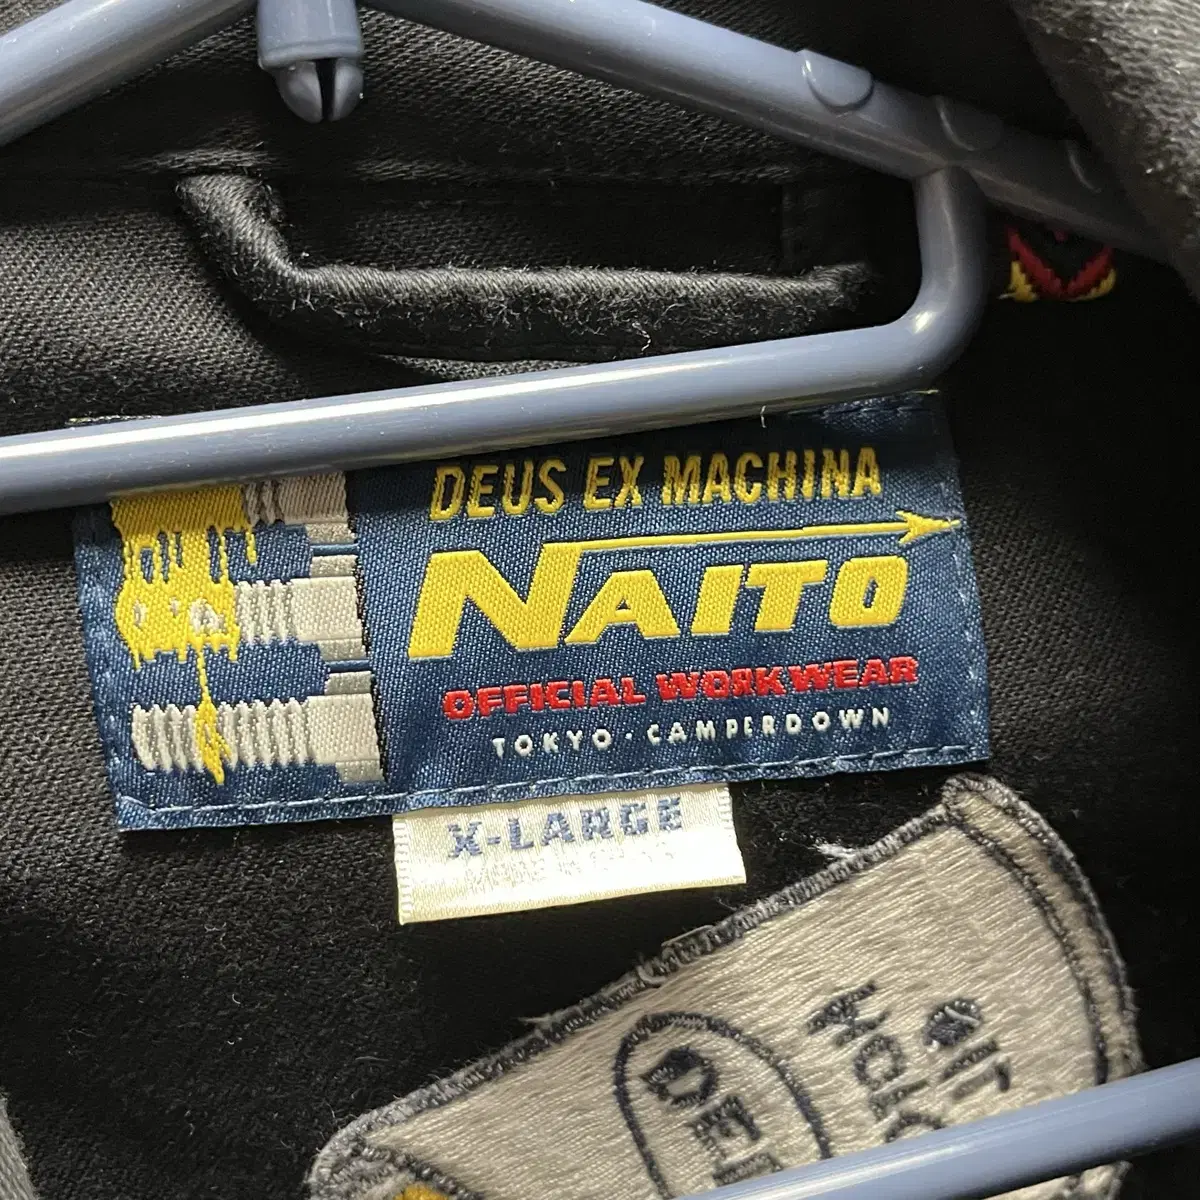 DEUS EX MACHINA
NAITO
OFFICIAL WORKWEAR
TOKYO · CAMPERDOWN
X-LARGE